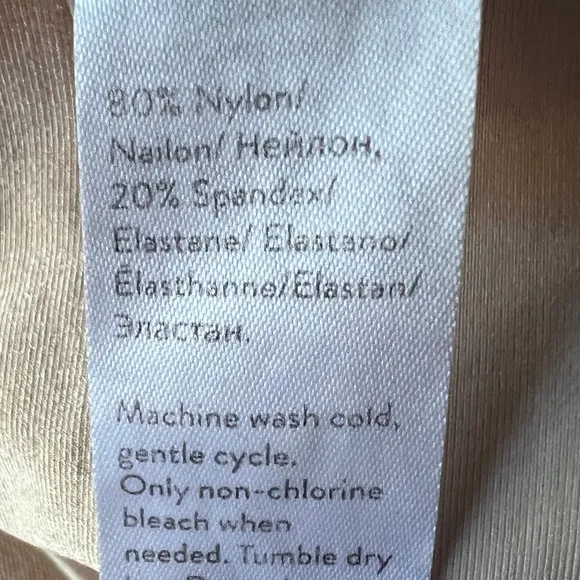 80% Nylon/
Nailon/ Нейлон,
20% Spandex/
Elastane/ Elastano/
Élasthanne/Elastan/
Эластан.
Machine wash cold,
gentle cycle.
Only non-chlorine
bleach when
needed. Tumble dry